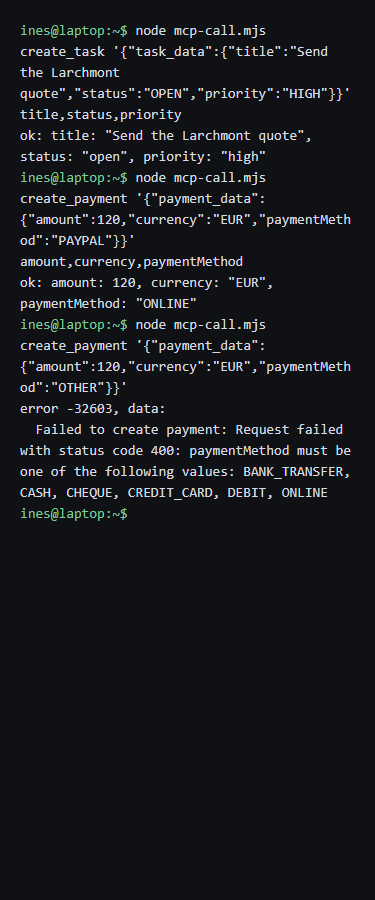 ines@laptop:~$ node mcp-call.mjs
create_task '{"task_data":{"title":"Send
the Larchmont
quote","status":"OPEN","priority":"HIGH"}}'
title,status,priority
ok: title: "Send the Larchmont quote",
status: "open", priority: "high"
ines@laptop:~$ node mcp-call.mjs
create_payment '{"payment_data":
{"amount":120,"currency":"EUR","paymentMeth
od":"PAYPAL"}}'
amount,currency,paymentMethod
ok: amount: 120, currency: "EUR",
paymentMethod: "ONLINE"
ines@laptop:~$ node mcp-call.mjs
create_payment '{"payment_data":
{"amount":120,"currency":"EUR","paymentMeth
od":"OTHER"}}'
error -32603, data:
  Failed to create payment: Request failed
with status code 400: paymentMethod must be
one of the following values: BANK_TRANSFER,
CASH, CHEQUE, CREDIT_CARD, DEBIT, ONLINE
ines@laptop:~$